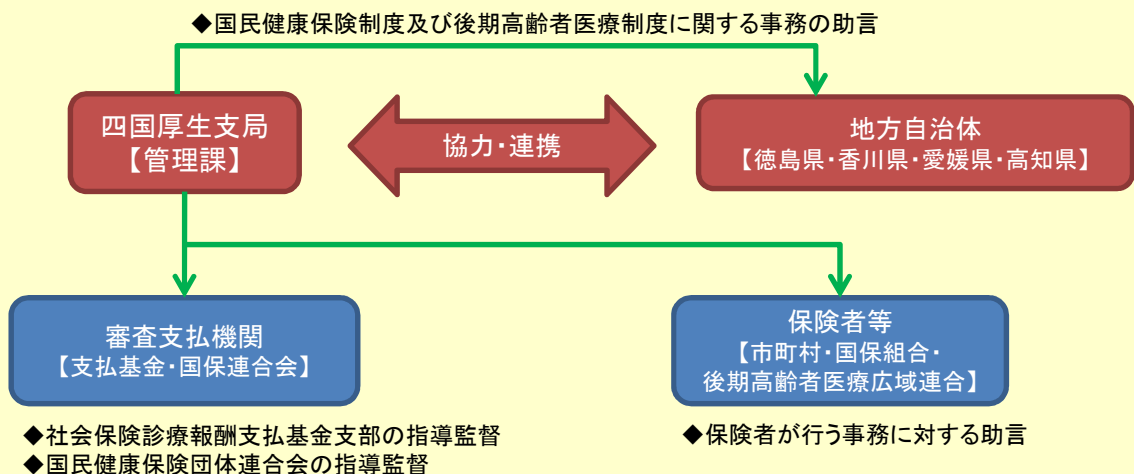 ◆国民健康保険制度及び後期高齢者医療制度に関する事務の助言
四国厚生支局
【管理課】
協力・連携
地方自治体
【徳島県・香川県・愛媛県・高知県】
審査支払機関
【支払基金・国保連合会】
保険者等
【市町村・国保組合・
後期高齢者医療広域連合】
◆社会保険診療報酬支払基金支部の指導監督
◆国民健康保険団体連合会の指導監督
◆保険者が行う事務に対する助言